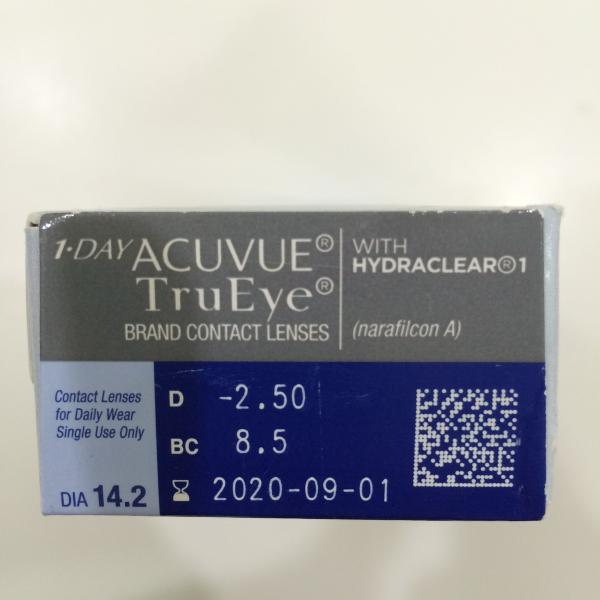 1·DAY ACUVUE®
TruEye®
BRAND CONTACT LENSES
WITH
HYDRACLEAR®1
(narafilcon A)
Contact Lenses
for Daily Wear
Single Use Only
DIA 14.2
D -2.50
BC 8.5
2020-09-01